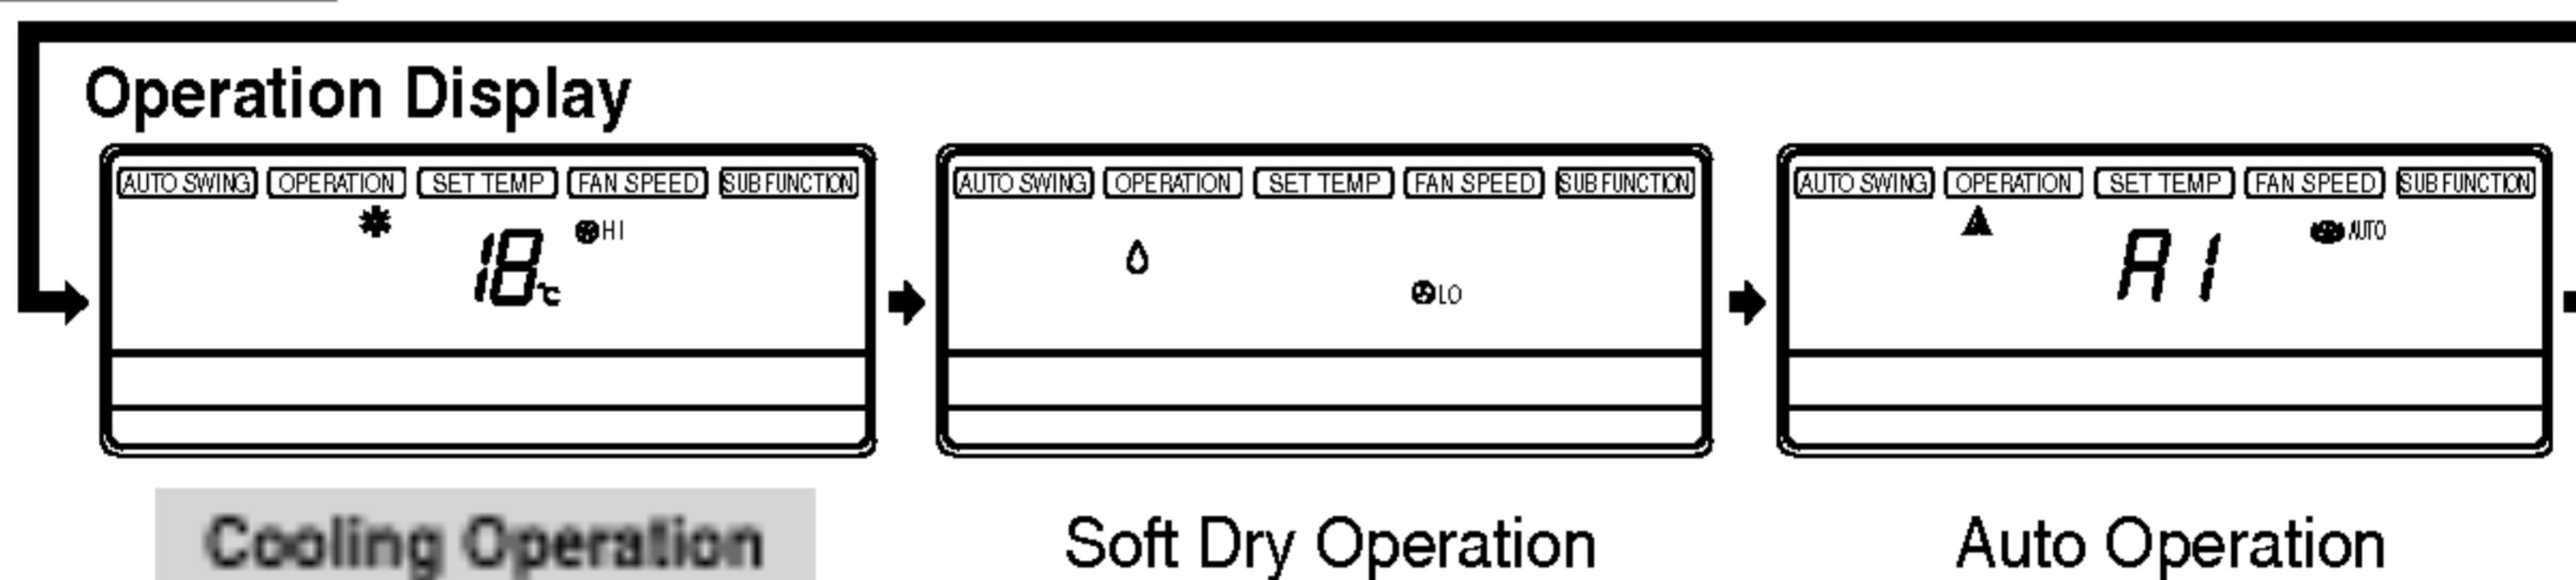 Operation Display
AUTO SWING OPERATION SET TEMP FAN SPEED SUB FUNCTION
HI
18°C
AUTO SWING OPERATION SET TEMP FAN SPEED SUB FUNCTION
LO
AUTO SWING OPERATION SET TEMP FAN SPEED SUB FUNCTION
AUTO
A1
Cooling Operation
Soft Dry Operation
Auto Operation